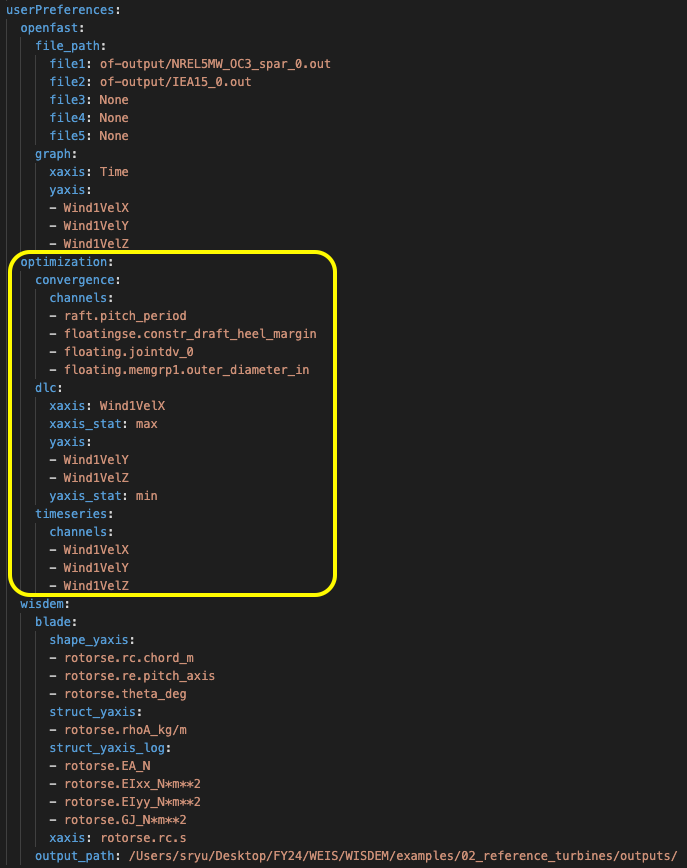 userPreferences:
openfast:
file_path:
file1: of-output/NREL5MW_OC3_spar_0.out
file2: of-output/IEA15_0.out
file3: None
file4: None
file5: None
graph:
xaxis: Time
yaxis:
- Wind1VelX
- Wind1VelY
- Wind1VelZ
optimization:
convergence:
channels:
- raft.pitch_period
- floatingse.constr_draft_heel_margin
- floating.jointdv_0
- floating.memgrp1.outer_diameter_in
dlc:
xaxis: Wind1VelX
xaxis_stat: max
yaxis:
- Wind1VelY
- Wind1VelZ
yaxis_stat: min
timeseries:
channels:
- Wind1VelX
- Wind1VelY
- Wind1VelZ
wisdem:
blade:
shape_yaxis:
- rotorse.rc.chord_m
- rotorse.re.pitch_axis
- rotorse.theta_deg
struct_yaxis:
- rotorse.rhoA_kg/m
struct_yaxis_log:
- rotorse.EA_N
- rotorse.EIxx_N*m**2
- rotorse.EIyy_N*m**2
- rotorse.GJ_N*m**2
xaxis: rotorse.rc.s
output_path: /Users/sryu/Desktop/FY24/WEIS/WISDEM/examples/02_reference_turbines/outputs/